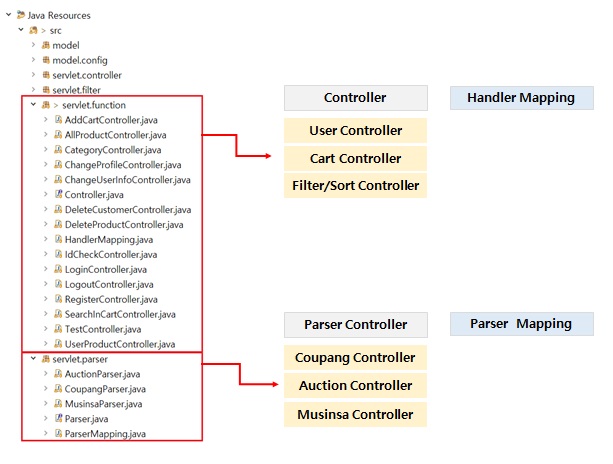 Java Resources
> src
model
model.config
servlet.controller
servlet.filter
> servlet.function
AddCartController.java
AllProductController.java
CategoryController.java
ChangeProfileController.java
ChangeUserInfoController.java
Controller.java
DeleteCustomerController.java
DeleteProductController.java
HandlerMapping.java
IdCheckController.java
LoginController.java
LogoutController.java
RegisterController.java
SearchInCartController.java
TestController.java
UserProductController.java
servlet.parser
AuctionParser.java
CoupangParser.java
MusinsaParser.java
Parser.java
ParserMapping.java
Controller
Handler Mapping
User Controller
Cart Controller
Filter/Sort Controller
Parser Controller
Parser Mapping
Coupang Controller
Auction Controller
Musinsa Controller